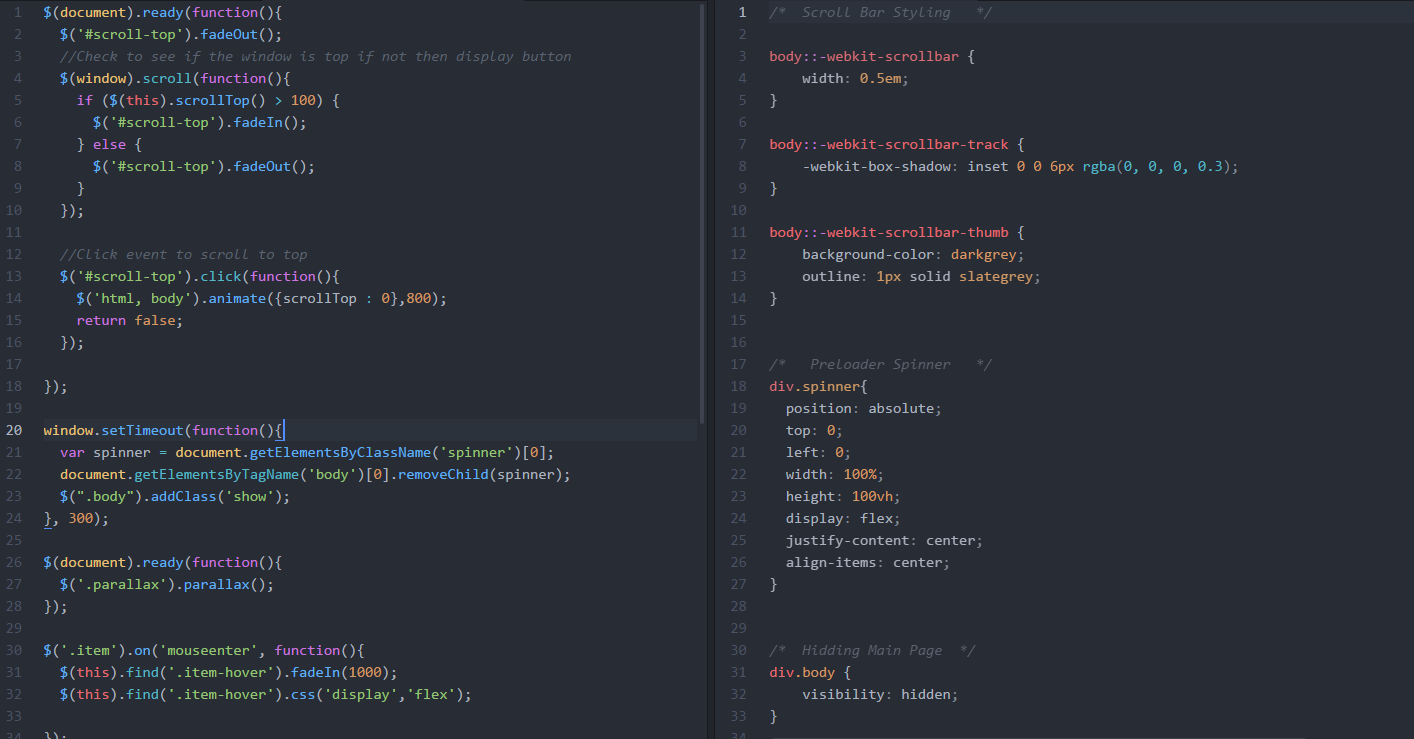 1 $(document).ready(function(){
2   $('#scroll-top').fadeOut();
3   //Check to see if the window is top if not then display button
4   $(window).scroll(function(){
5     if ($(this).scrollTop() > 100) {
6       $('#scroll-top').fadeIn();
7     } else {
8       $('#scroll-top').fadeOut();
9     }
10   });
11
12   //Click event to scroll to top
13   $('#scroll-top').click(function(){
14     $('html, body').animate({scrollTop : 0},800);
15     return false;
16   });
17
18 });
19
20 window.setTimeout(function(){
21   var spinner = document.getElementsByClassName('spinner')[0];
22   document.getElementsByTagName('body')[0].removeChild(spinner);
23   $(".body").addClass('show');
24 }, 300);
25
26 $(document).ready(function(){
27   $('.parallax').parallax();
28 });
29
30 $('.item').on('mouseenter', function(){
31   $(this).find('.item-hover').fadeIn(1000);
32   $(this).find('.item-hover').css('display','flex');
33
34 });
1 /*  Scroll Bar Styling   */
2
3 body::-webkit-scrollbar {
4     width: 0.5em;
5 }
6
7 body::-webkit-scrollbar-track {
8     -webkit-box-shadow: inset 0 0 6px rgba(0, 0, 0, 0.3);
9 }
10
11 body::-webkit-scrollbar-thumb {
12     background-color: darkgrey;
13     outline: 1px solid slategrey;
14 }
15
16
17 /*   Preloader Spinner   */
18 div.spinner{
19   position: absolute;
20   top: 0;
21   left: 0;
22   width: 100%;
23   height: 100vh;
24   display: flex;
25   justify-content: center;
26   align-items: center;
27 }
28
29
30 /*  Hidding Main Page  */
31 div.body {
32     visibility: hidden;
33 }
34